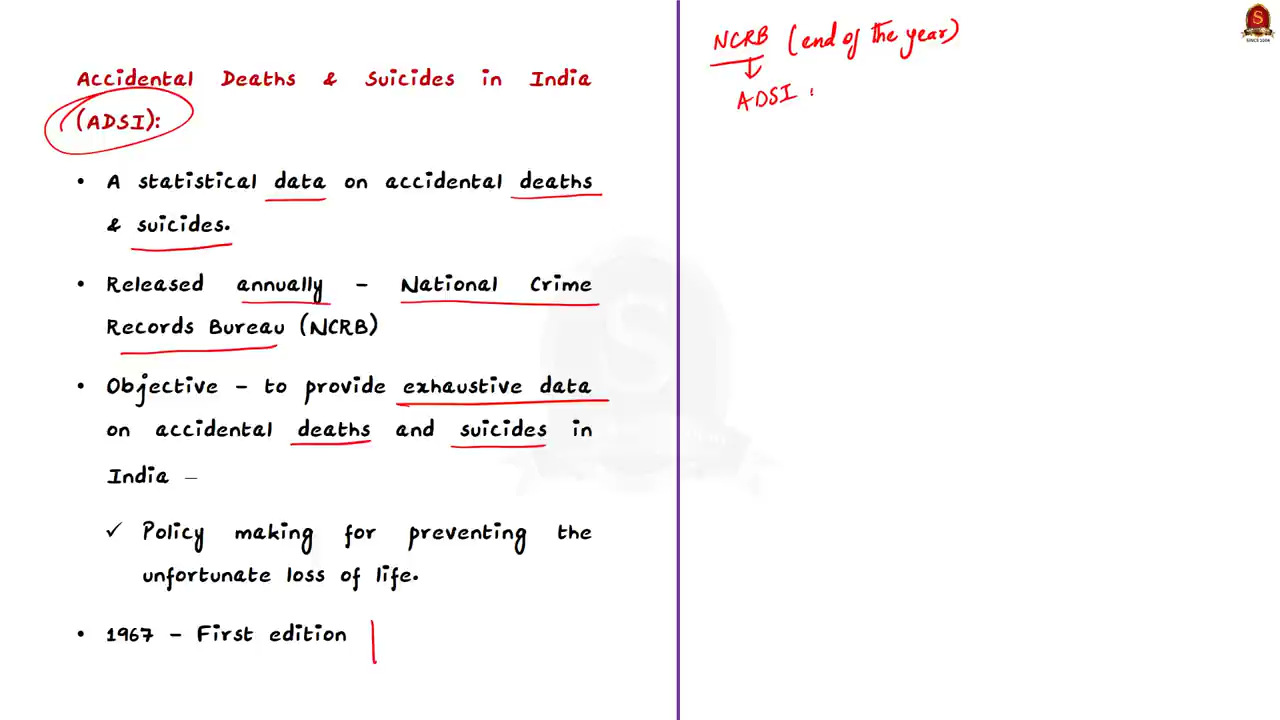 Accidental Deaths & Suicides in India
(ADSI):
• A statistical data on accidental deaths
& suicides.
• Released annually – National Crime
Records Bureau (NCRB)
• Objective – to provide exhaustive data
on accidental deaths and suicides in
India –
✓ Policy making for preventing the
unfortunate loss of life.
• 1967 – First edition
NCRB (end of the year)
↓
ADSI
S
SINCE 2004